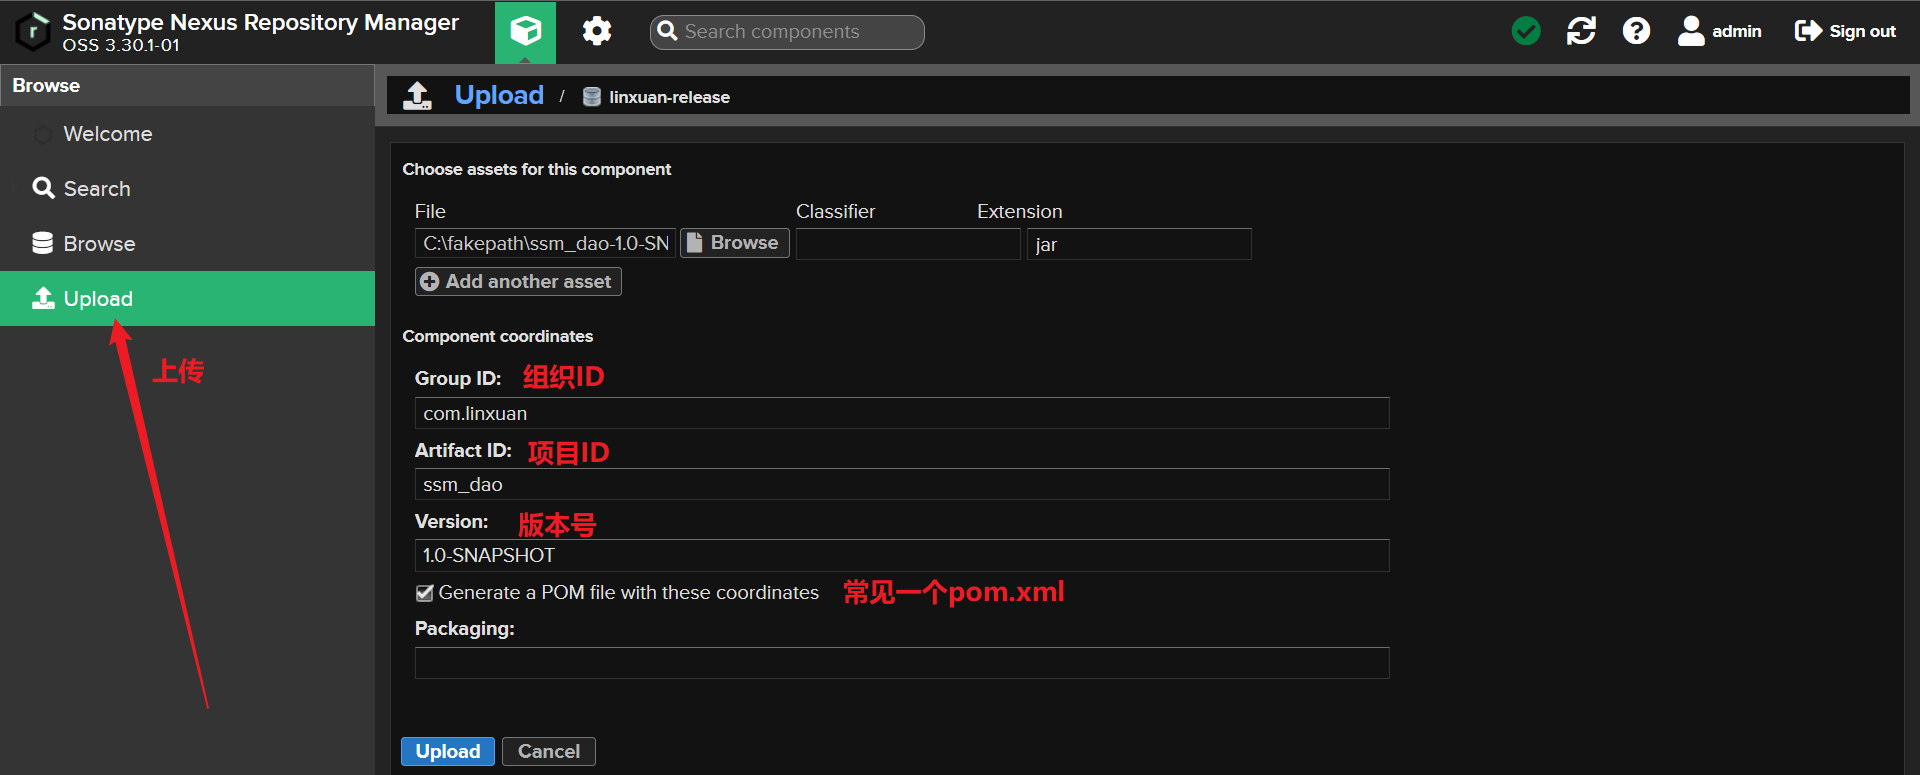 Sonatype Nexus Repository Manager
OSS 3.30.1-01
Search components
admin
Sign out
Browse
Welcome
Search
Browse
Upload
上传
Upload / linxuan-release
Choose assets for this component
File Classifier Extension
C:\fakepath\ssm_dao-1.0-SN Browse jar
Add another asset
Component coordinates
Group ID: 组织ID
com.linxuan
Artifact ID: 项目ID
ssm_dao
Version: 版本号
1.0-SNAPSHOT
Generate a POM file with these coordinates 常见一个pom.xml
Packaging:
Upload Cancel